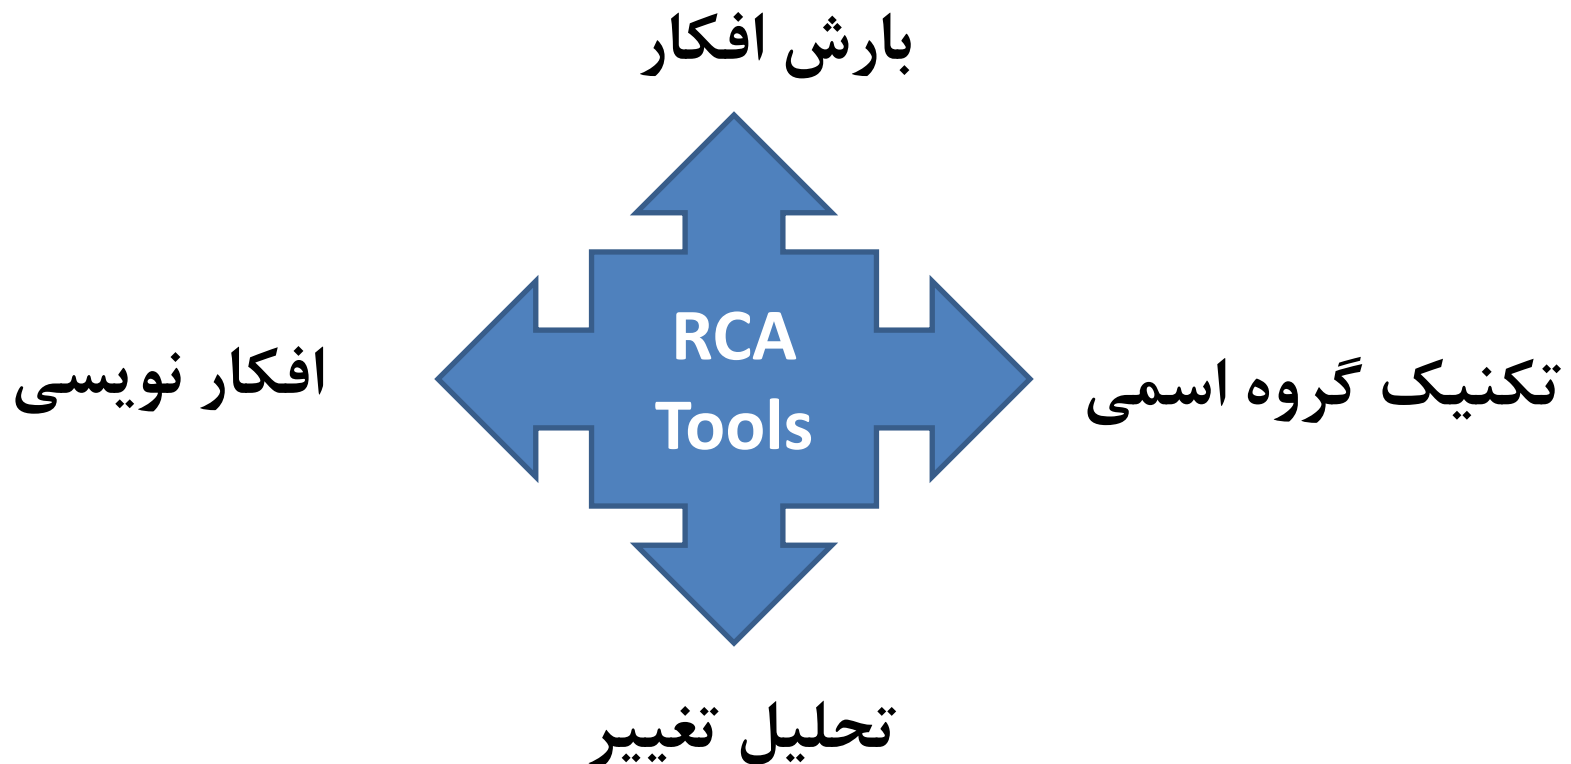 بارش افکار
RCA
Tools
تکنیک گروه اسمی
افکار نویسی
تحلیل تغییر